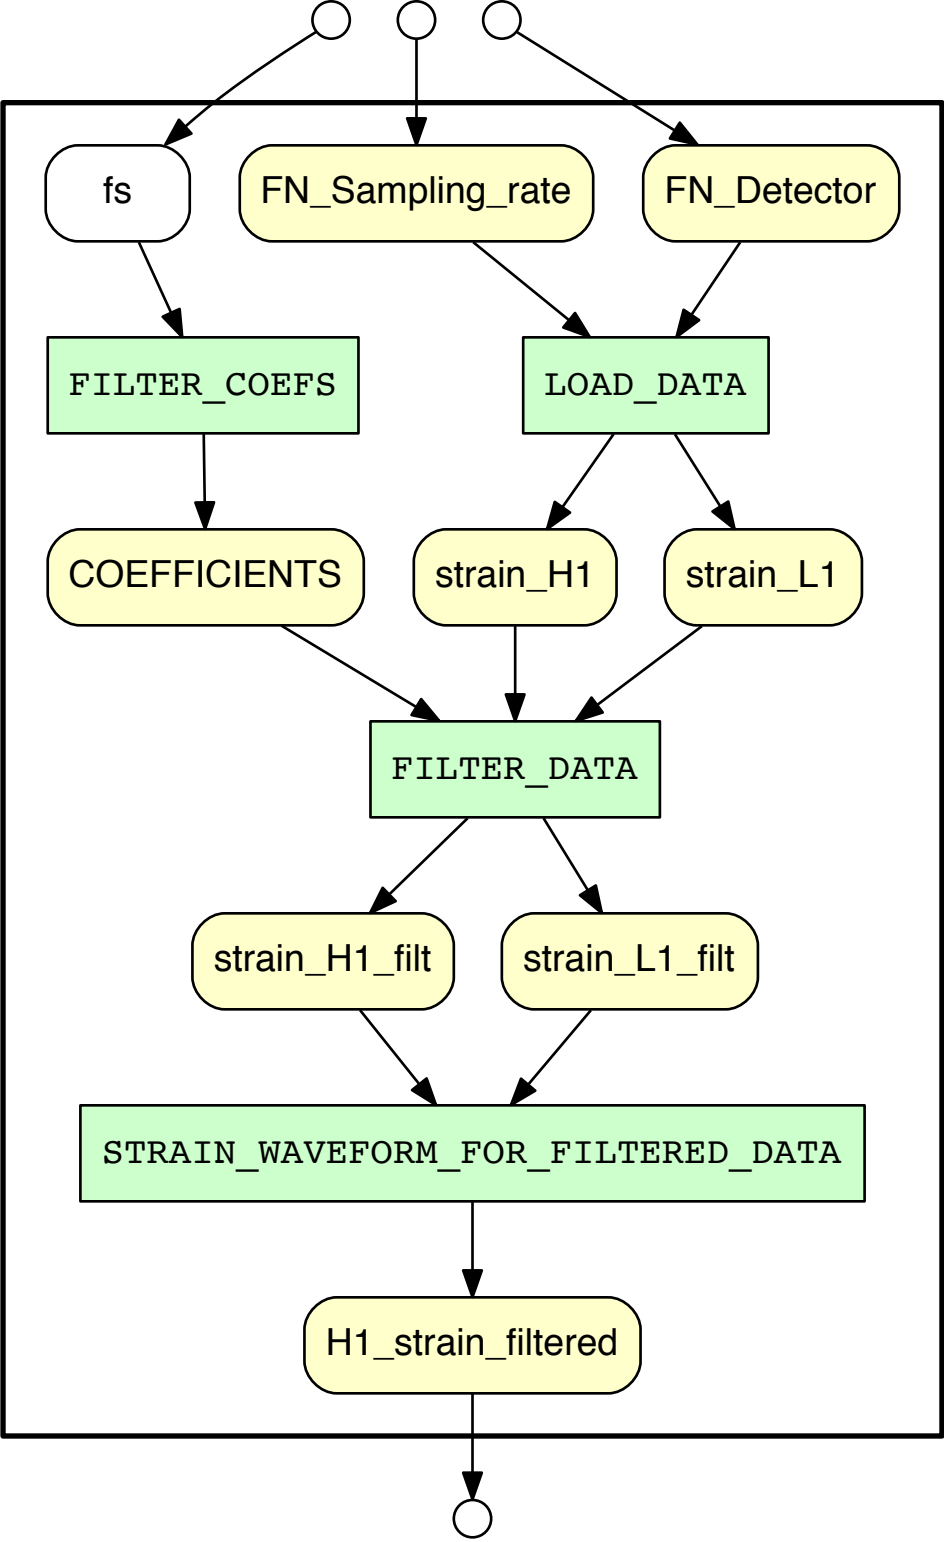 fs
FN_Sampling_rate
FN_Detector
FILTER_COEFS
LOAD_DATA
COEFFICIENTS
strain_H1
strain_L1
FILTER_DATA
strain_H1_filt
strain_L1_filt
STRAIN_WAVEFORM_FOR_FILTERED_DATA
H1_strain_filtered